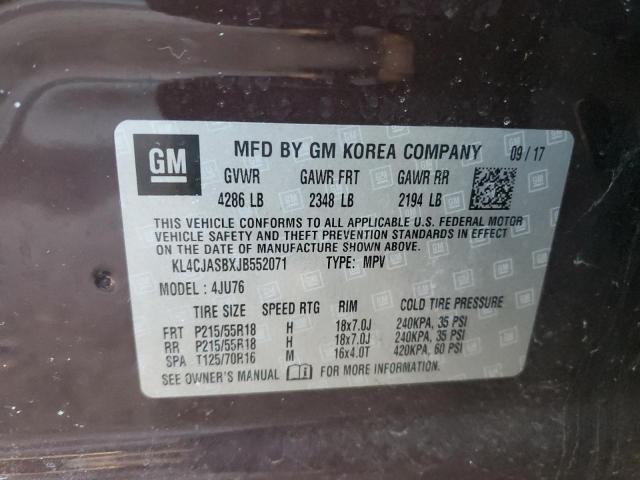 GM
MFD BY GM KOREA COMPANY 09/17
GVWR GAWR FRT GAWR RR
4286 LB 2348 LB 2194 LB
THIS VEHICLE CONFORMS TO ALL APPLICABLE U.S. FEDERAL MOTOR
VEHICLE SAFETY AND THEFT PREVENTION STANDARDS IN EFFECT
ON THE DATE OF MANUFACTURE SHOWN ABOVE.
KL4CJASBXJB552071 TYPE: MPV
MODEL : 4JU76
TIRE SIZE SPEED RTG RIM COLD TIRE PRESSURE
FRT P215/55R18 H 18x7.0J 240KPA, 35 PSI
RR P215/55R18 H 18x7.0J 240KPA, 35 PSI
SPA T125/70R16 M 16x4.0T 420KPA, 60 PSI
SEE OWNER'S MANUAL FOR MORE INFORMATION.